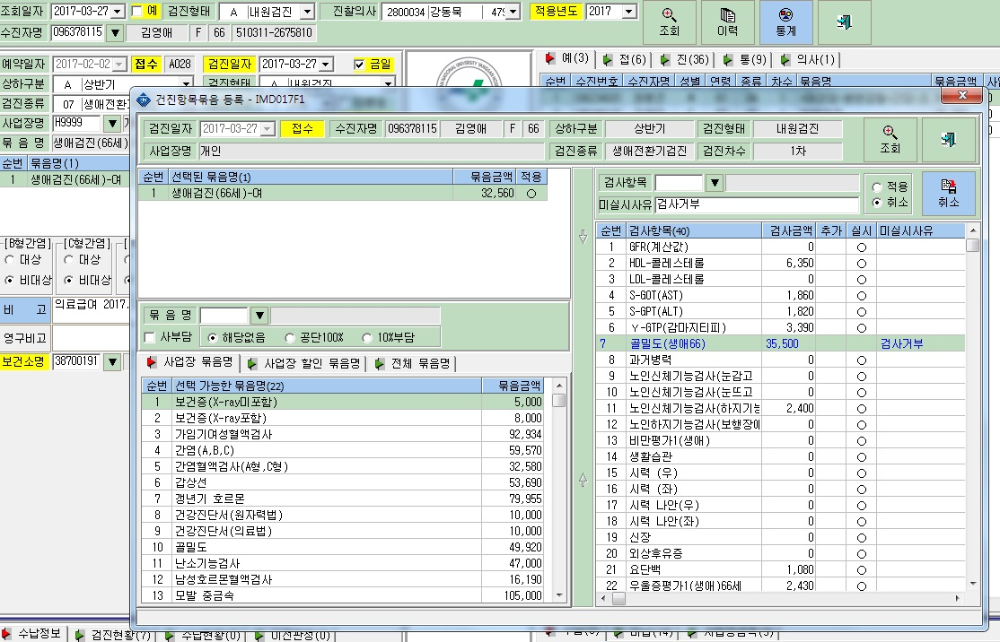 조회일자 2017-03-27 예 검진형태 A 내원검진 진찰의사 2800034 강동묵 479 적용년도 2017 조회 이력 통계
수진자명 096378115 김영애 F 66 510311-2675810
예약일자 2017-02-02 접수 A028 검진일자 2017-03-27 금일
상하구분 A 상반기 검진형태 A 내원검진
검진종류 07 생애전환기
사업장명 H9999
묶 음 명 생애검진(66세)
순번 묶음명(1)
1 생애검진(66세)-여
예(3) 접(6) 진(36) 통(9) 의사(1)
순번 수진번호 수진자명 성별 연령 종류 차수 묶음명 묶음금액
[B형간염] [C형간염]
대상 대상
비대상 비대상
비 고 의료급여 2017.
영구비고
보건소명 38700191
건진항목묶음 등록 - IMD017F1
검진일자 2017-03-27 접수 수진자명 096378115 김영애 F 66 상하구분 상반기 검진형태 내원검진 조회
사업장명 개인 검진종류 생애전환기검진 검진차수 1차
순번 선택된 묶음명(1) 묶음금액 적용
1 생애검진(66세)-여 32,560 ○
묶 음 명
사부담 해당없음 공단100% 10%부담
사업장 묶음명 사업장 할인 묶음명 전체 묶음명
순번 선택 가능한 묶음명(22) 묶음금액
1 보건증(X-ray미포함) 5,000
2 보건증(X-ray포함) 8,000
3 가임기여성혈액검사 92,934
4 간염(A,B,C) 59,570
5 간염혈액검사(A형,C형) 32,580
6 갑상선 53,690
7 갱년기 호르몬 79,955
8 건강진단서(원자력법) 10,000
9 건강진단서(의료법) 10,000
10 골밀도 49,920
11 난소기능검사 47,000
12 남성호르몬혈액검사 16,190
13 모발 중금속 105,000
검사항목 적용 취소
미실시사유 검사거부 취소
순번 검사항목(40) 검사금액 추가 실시 미실시사유
1 GFR(계산값) 0 ○
2 HDL-콜레스테롤 6,350 ○
3 LDL-콜레스테롤 0 ○
4 S-GOT(AST) 1,860 ○
5 S-GPT(ALT) 1,820 ○
6 Y-GTP(감마지티피) 3,390 ○
7 골밀도(생애66) 35,500 검사거부
8 과거병력 0 ○
9 노인신체기능검사(눈감고 0 ○
10 노인신체기능검사(눈뜨고 0 ○
11 노인신체기능검사(하지기능 2,400 ○
12 노인하지기능검사(보행장애 0 ○
13 비만평가1(생애) 0 ○
14 생활습관 0 ○
15 시력 (우) 0 ○
16 시력 (좌) 0 ○
17 시력 나안(우) 0 ○
18 시력 나안(좌) 0 ○
19 신장 0 ○
20 외상후유증 0 ○
21 요단백 1,080 ○
22 우울증평가1(생애)66세 2,430 ○
수납정보 검진현황(7) 수납현황(0) 미선판정(0)